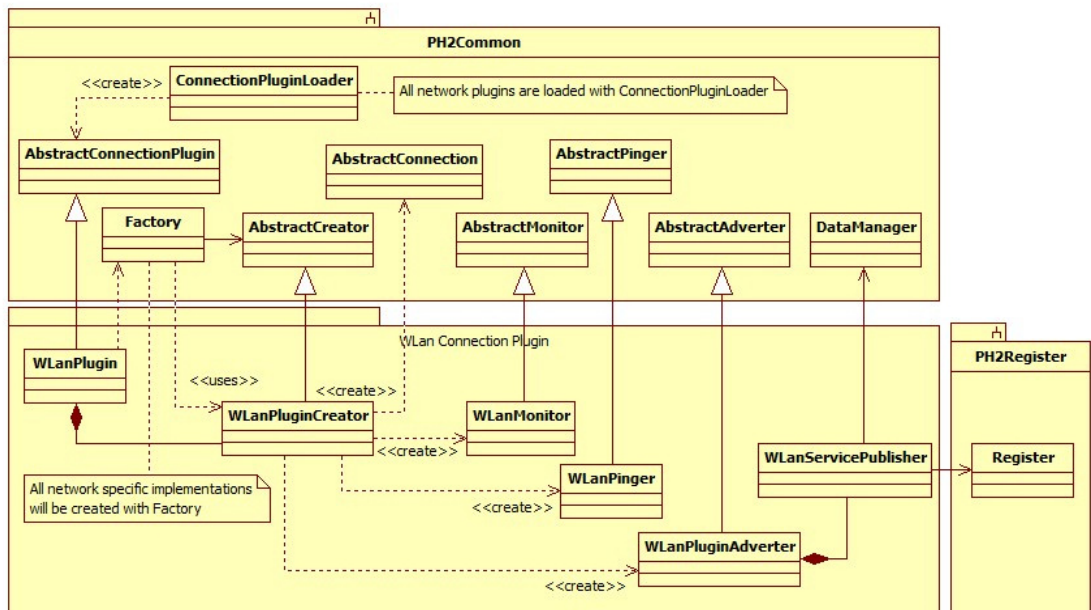 PH2Common
<<create>>
ConnectionPluginLoader
All network plugins are loaded with ConnectionPluginLoader
AbstractConnectionPlugin
AbstractConnection
AbstractPinger
Factory
AbstractCreator
AbstractMonitor
AbstractAdverter
DataManager
WLan Connection Plugin
PH2Register
WLanPlugin
<<uses>>
<<create>>
WLanPluginCreator
WLanMonitor
<<create>>
WLanServicePublisher
Register
WLanPinger
All network specific implementations
will be created with Factory
<<create>>
WLanPluginAdverter
<<create>>